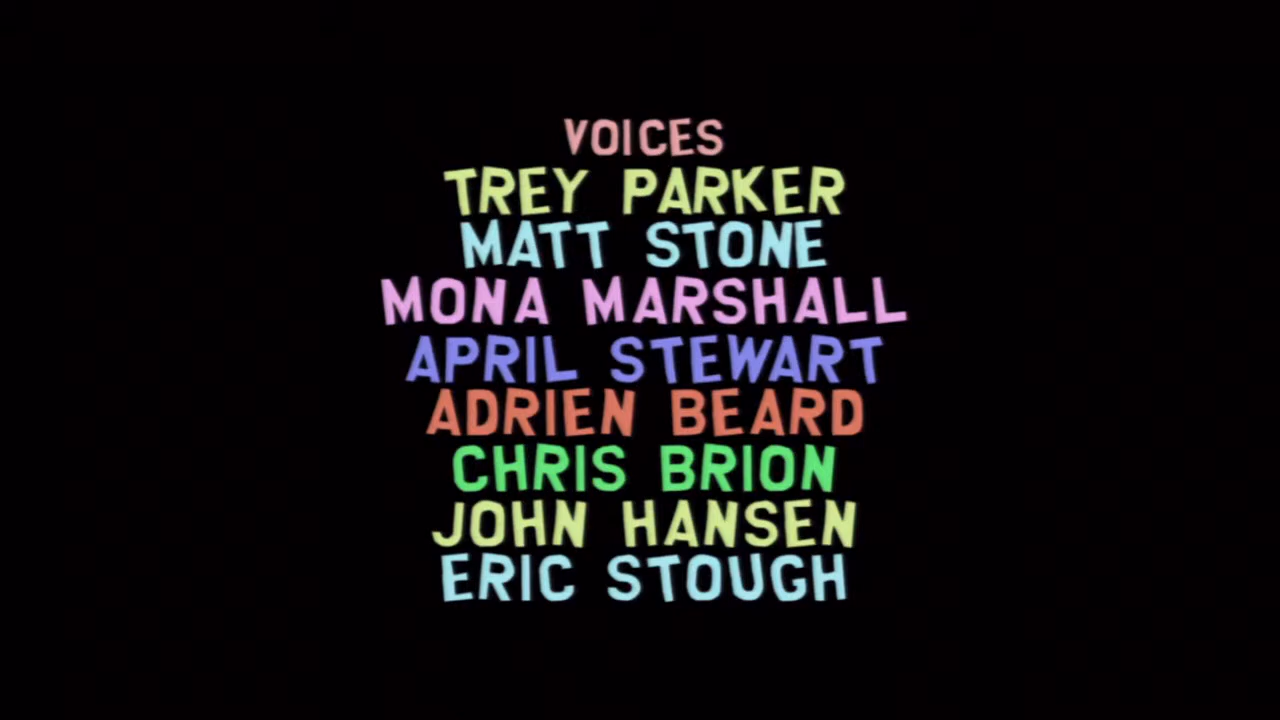 VOICES
TREY PARKER
MATT STONE
MONA MARSHALL
APRIL STEWART
ADRIEN BEARD
CHRIS BRION
JOHN HANSEN
ERIC STOUGH